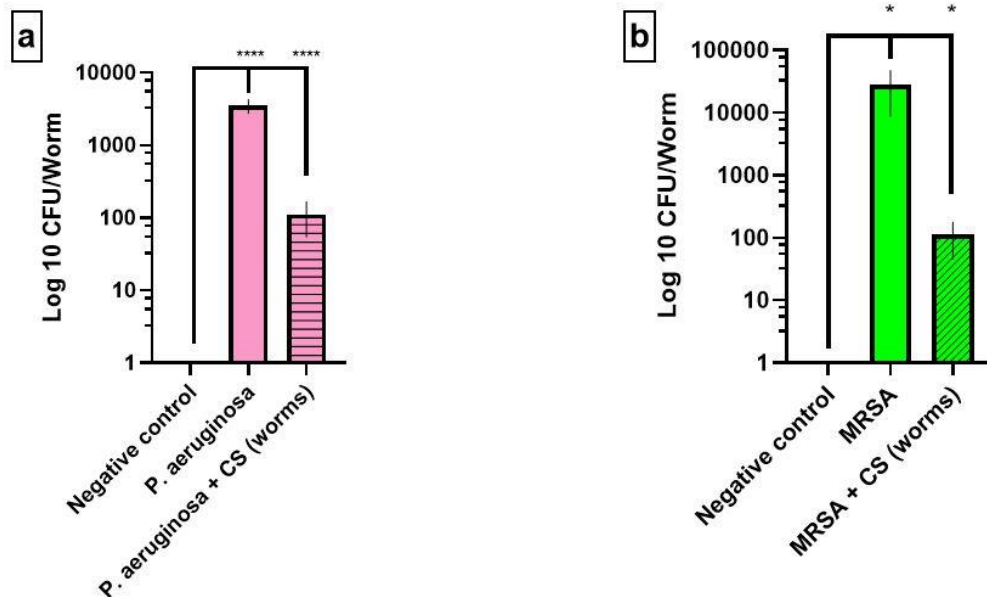 a
**** ****
Log 10 CFU/Worm
10000
1000
100
10
1
Negative control
P. aeruginosa
P. aeruginosa + CS (worms)
b
* *
Log 10 CFU/Worm
100000
10000
1000
100
10
1
Negative control
MRSA
MRSA + CS (worms)